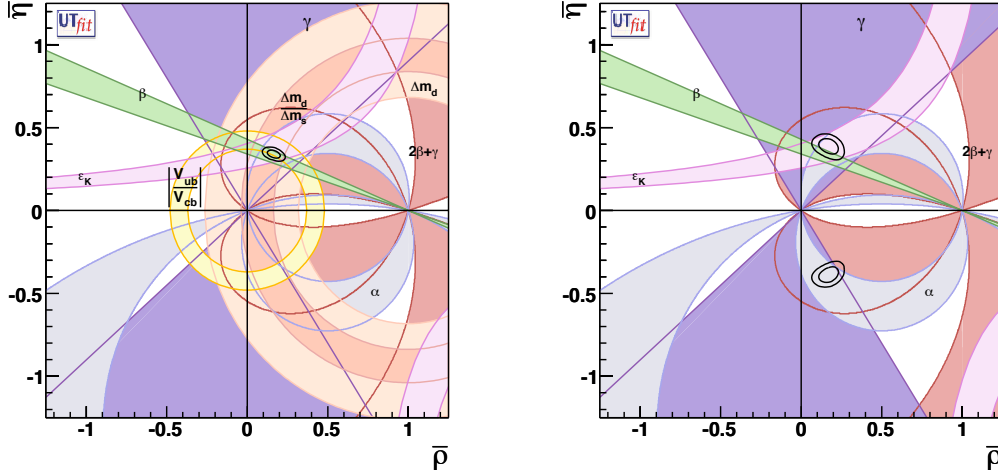 η̅
UTfit
γ
1
Δm_d
Δm_d
Δm_s
β
0.5
2β+γ
ε_K
|V_ub
V_cb|
0
-0.5
α
-1
-1 -0.5 0 0.5 1
ρ̅
η̅
UTfit
γ
1
β
0.5
2β+γ
ε_K
0
-0.5
α
-1
-1 -0.5 0 0.5 1
ρ̅